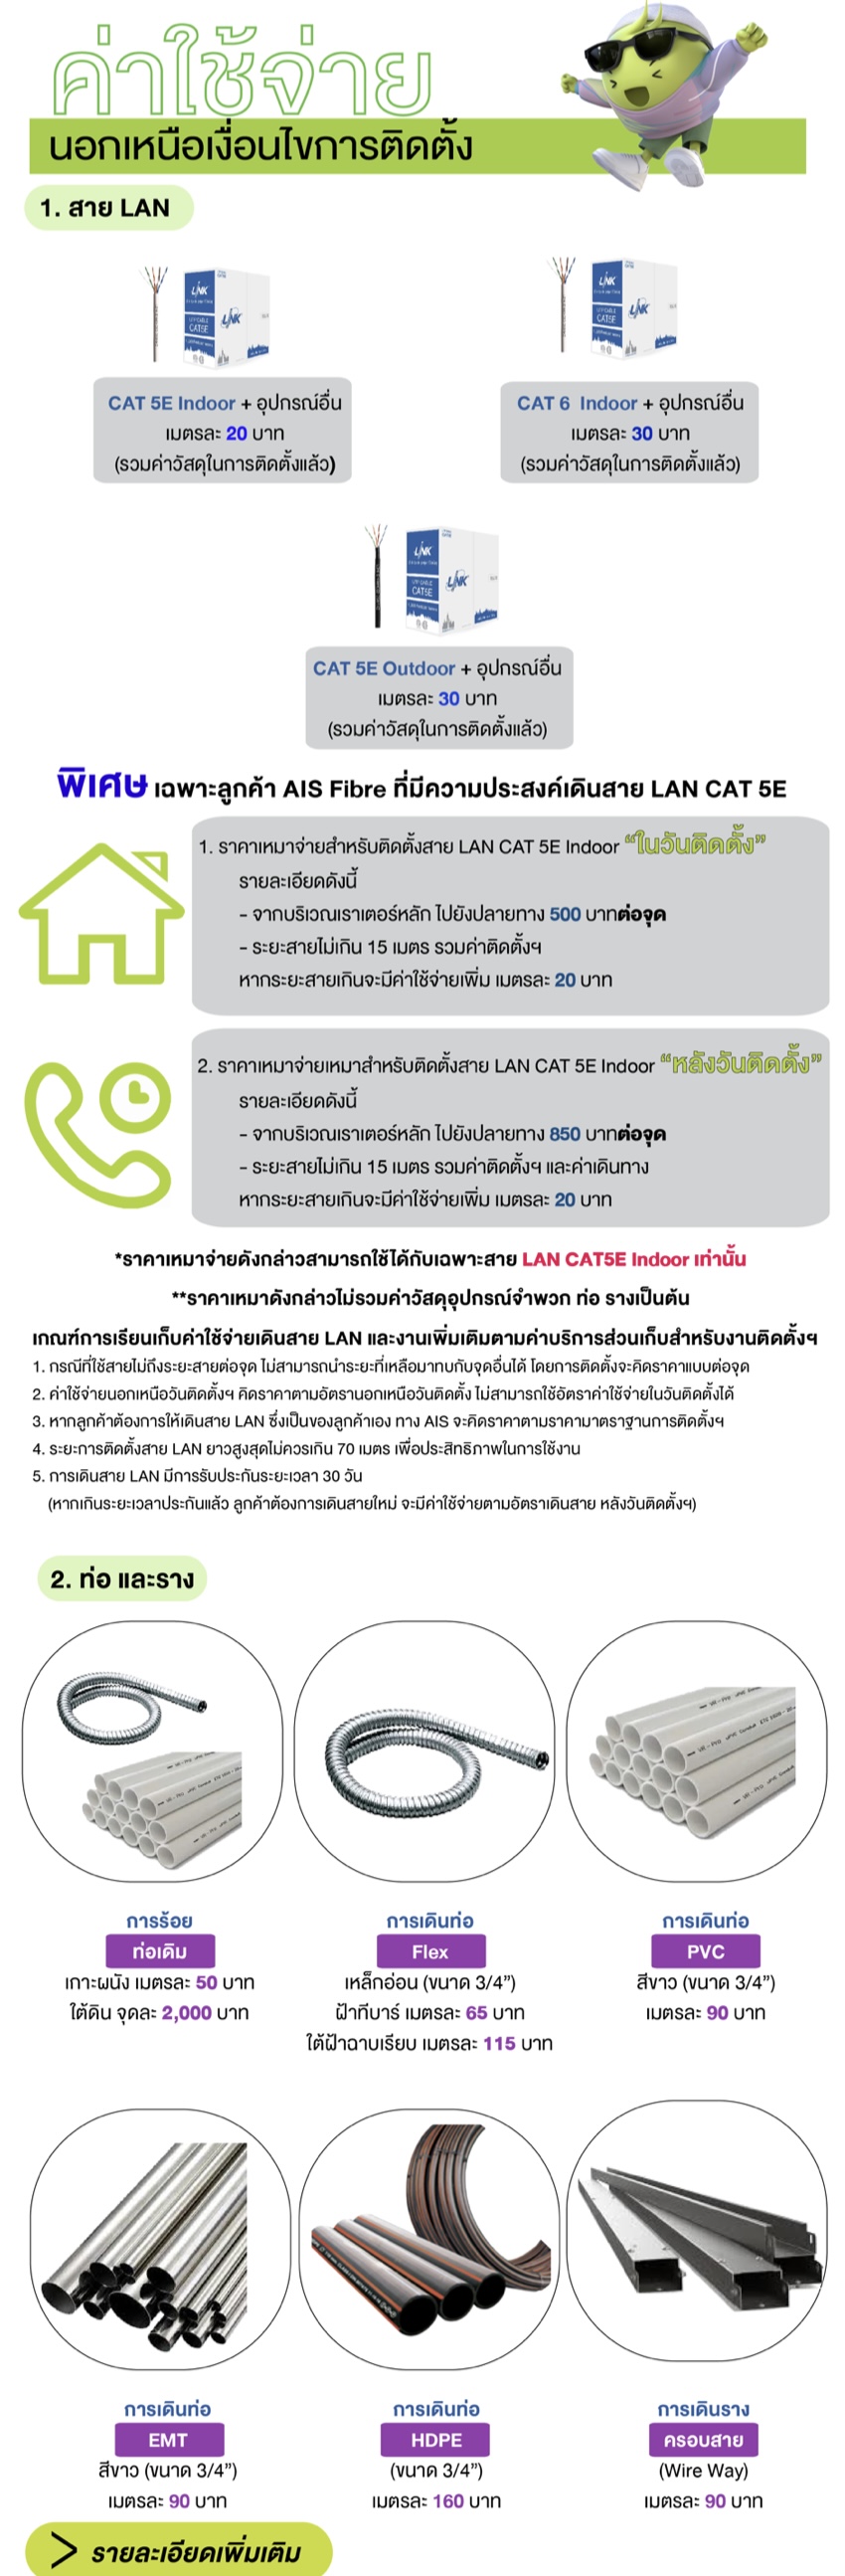 ค่าใช้จ่าย
นอกเหนือเงื่อนไขการติดตั้ง
1. สาย LAN
LINK
CAT5E
LINK
LINK
CAT5E
LINK
CAT 5E Indoor + อุปกรณ์อื่น
เมตรละ 20 บาท
(รวมค่าวัสดุในการติดตั้งแล้ว)
CAT 6 Indoor + อุปกรณ์อื่น
เมตรละ 30 บาท
(รวมค่าวัสดุในการติดตั้งแล้ว)
LINK
CAT5E
LINK
CAT 5E Outdoor + อุปกรณ์อื่น
เมตรละ 30 บาท
(รวมค่าวัสดุในการติดตั้งแล้ว)
พิเศษ เฉพาะลูกค้า AIS Fibre ที่มีความประสงค์เดินสาย LAN CAT 5E
1. ราคาเหมาจ่ายสำหรับติดตั้งสาย LAN CAT 5E Indoor “ในวันติดตั้ง”
รายละเอียดดังนี้
- จากบริเวณเราเตอร์หลัก ไปยังปลายทาง 500 บาทต่อจุด
- ระยะสายไม่เกิน 15 เมตร รวมค่าติดตั้งฯ
หากระยะสายเกินจะมีค่าใช้จ่ายเพิ่ม เมตรละ 20 บาท
2. ราคาเหมาจ่ายเหมาสำหรับติดตั้งสาย LAN CAT 5E Indoor “หลังวันติดตั้ง”
รายละเอียดดังนี้
- จากบริเวณเราเตอร์หลัก ไปยังปลายทาง 850 บาทต่อจุด
- ระยะสายไม่เกิน 15 เมตร รวมค่าติดตั้งฯ และค่าเดินทาง
หากระยะสายเกินจะมีค่าใช้จ่ายเพิ่ม เมตรละ 20 บาท
*ราคาเหมาจ่ายดังกล่าวสามารถใช้ได้กับเฉพาะสาย LAN CAT5E Indoor เท่านั้น
**ราคาเหมาดังกล่าวไม่รวมค่าวัสดุอุปกรณ์จำพวก ท่อ รางเป็นต้น
เกณฑ์การเรียกเก็บค่าใช้จ่ายเดินสาย LAN และงานเพิ่มเติมตามค่าบริการส่วนเก็บสำหรับงานติดตั้งฯ
1. กรณีที่ใช้สายไม่ถึงระยะสายต่อจุด ไม่สามารถนำระยะที่เหลือมาทบกับจุดอื่นได้ โดยการติดตั้งจะคิดราคาแบบต่อจุด
2. ค่าใช้จ่ายนอกเหนือวันติดตั้งฯ คิดราคาตามอัตรานอกเหนือวันติดตั้ง ไม่สามารถใช้อัตราค่าใช้จ่ายในวันติดตั้งได้
3. หากลูกค้าต้องการให้เดินสาย LAN ซึ่งเป็นของลูกค้าเอง ทาง AIS จะคิดราคาตามราคามาตราฐานการติดตั้งฯ
4. ระยะการติดตั้งสาย LAN ยาวสูงสุดไม่ควรเกิน 70 เมตร เพื่อประสิทธิภาพในการใช้งาน
5. การเดินสาย LAN มีการรับประกันระยะเวลา 30 วัน
(หากเกินระยะเวลาประกันแล้ว ลูกค้าต้องการเดินสายใหม่ จะมีค่าใช้จ่ายตามอัตราเดินสาย หลังวันติดตั้งฯ)
2. ท่อ และราง
การร้อย
ท่อเดิม
เกาะผนัง เมตรละ 50 บาท
ใต้ดิน จุดละ 2,000 บาท
การเดินท่อ
Flex
เหล็กอ่อน (ขนาด 3/4”)
ฝ้าทีบาร์ เมตรละ 65 บาท
ใต้ฝ้าฉาบเรียบ เมตรละ 115 บาท
การเดินท่อ
PVC
สีขาว (ขนาด 3/4”)
เมตรละ 90 บาท
การเดินท่อ
EMT
สีขาว (ขนาด 3/4”)
เมตรละ 90 บาท
การเดินท่อ
HDPE
(ขนาด 3/4”)
เมตรละ 160 บาท
การเดินราง
ครอบสาย
(Wire Way)
เมตรละ 90 บาท
> รายละเอียดเพิ่มเติม